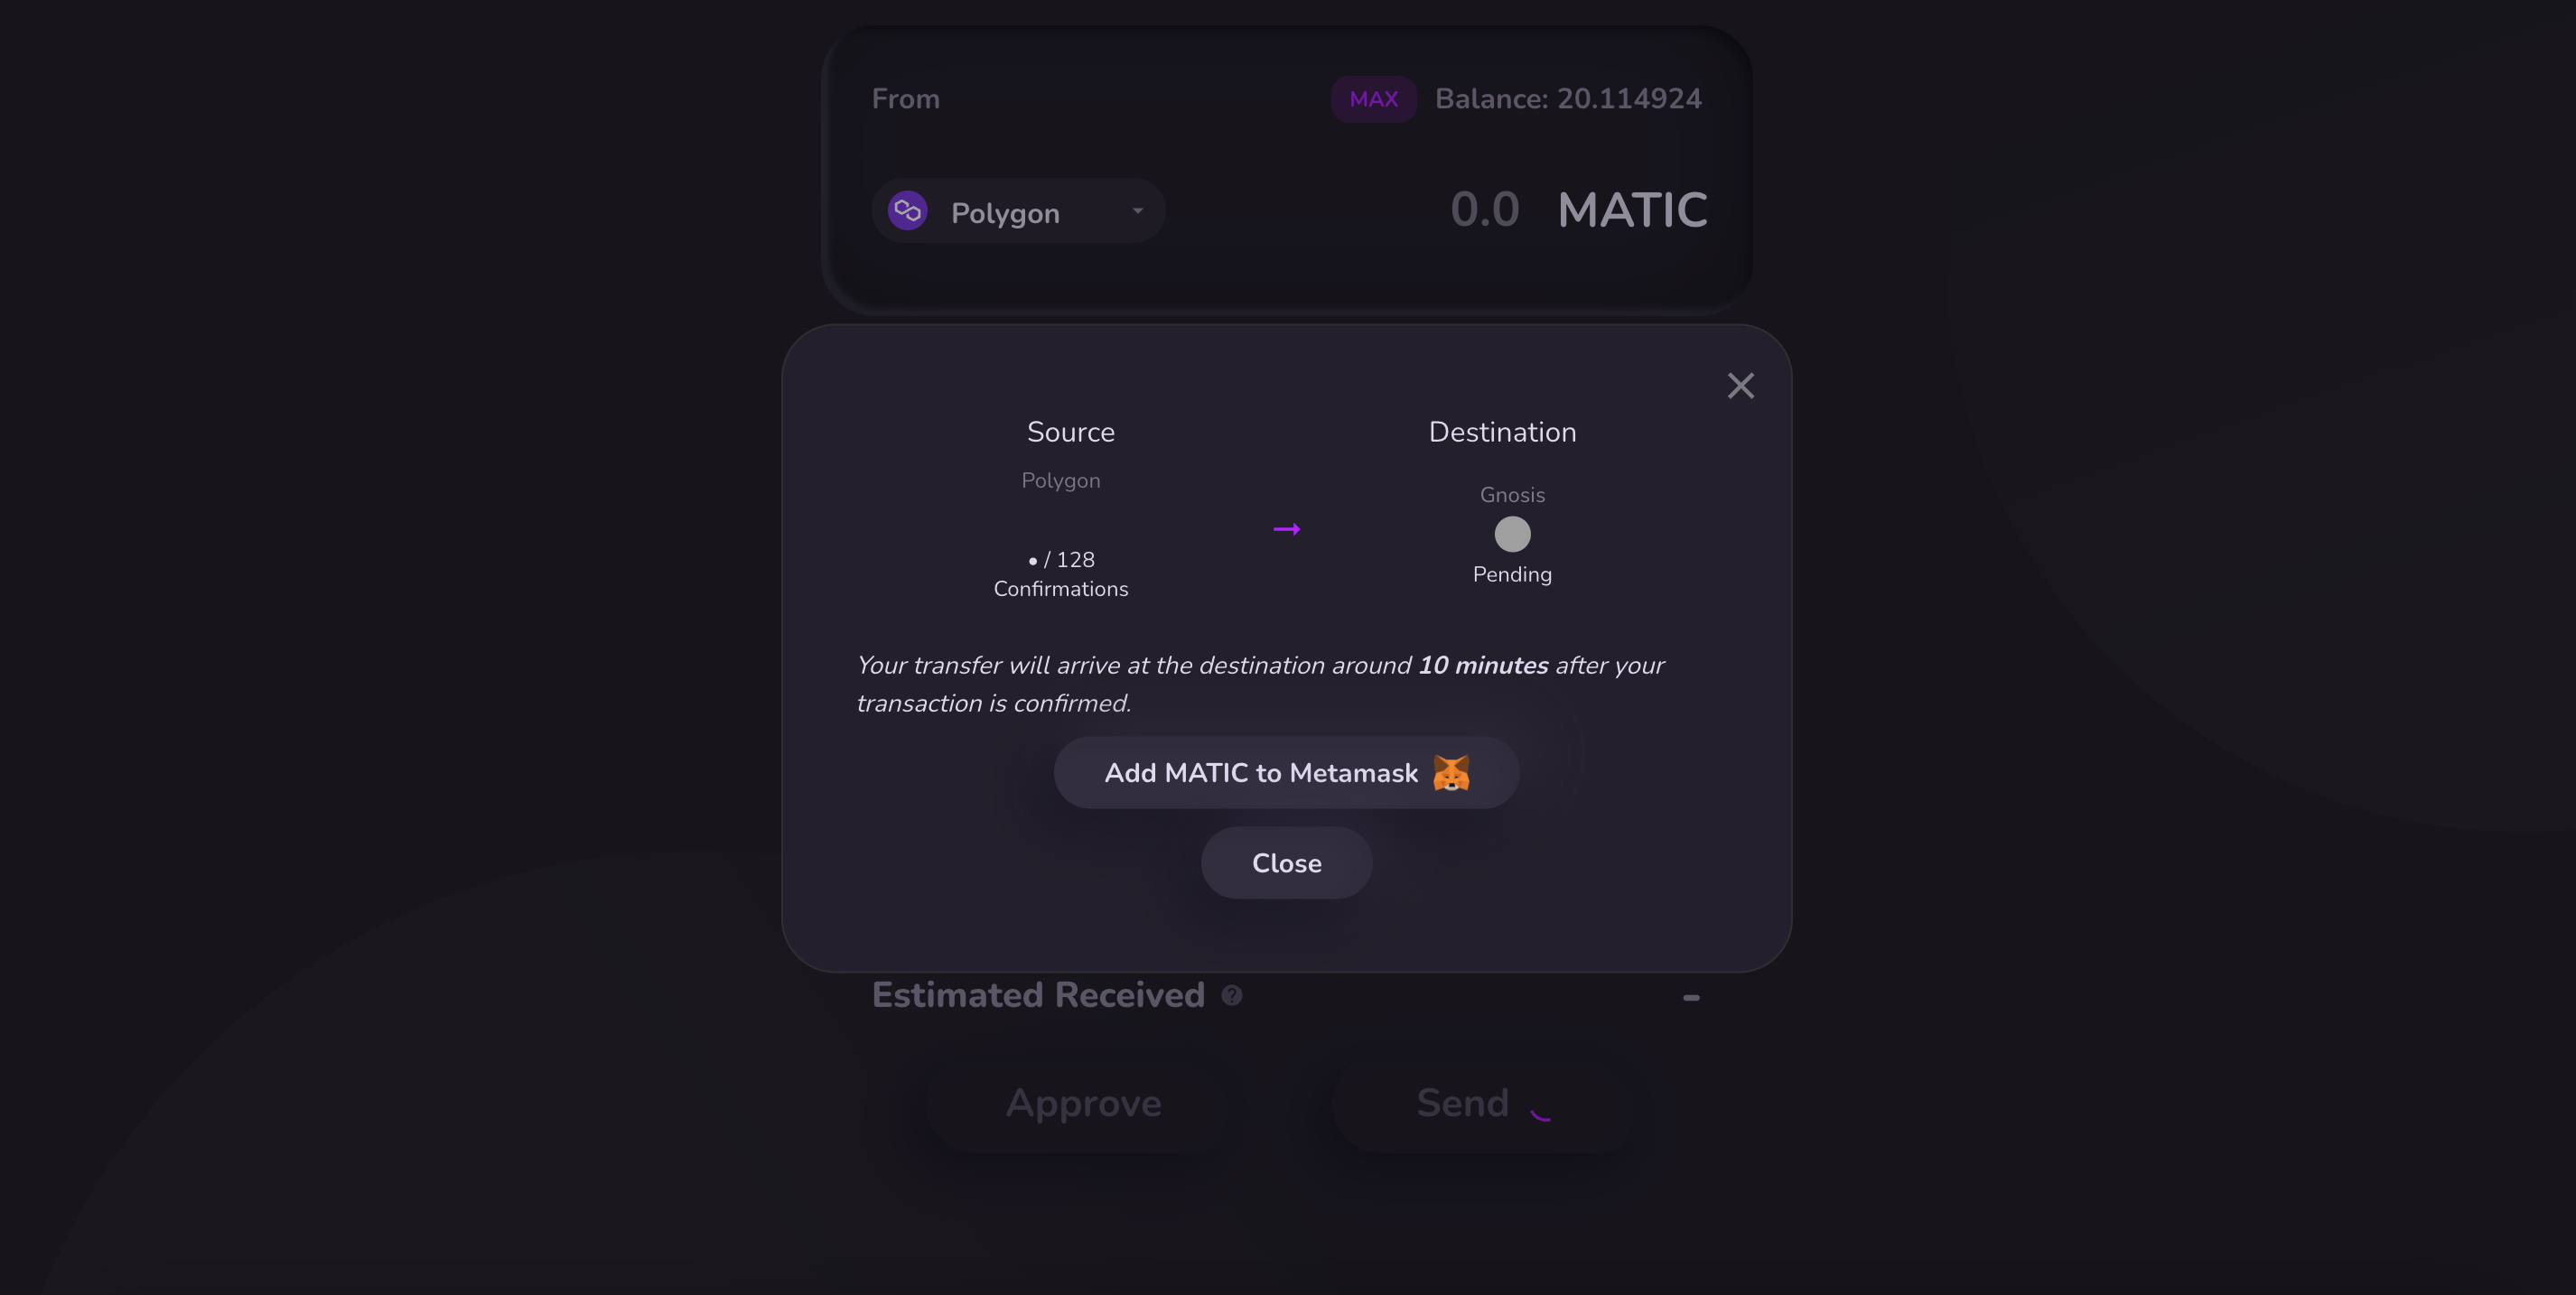 From
MAX Balance: 20.114924
Polygon 0.0 MATIC
Source Destination
Polygon
Gnosis
• / 128
Confirmations
Pending
Your transfer will arrive at the destination around 10 minutes after your
transaction is confirmed.
Add MATIC to Metamask
Close
Estimated Received -
Approve Send